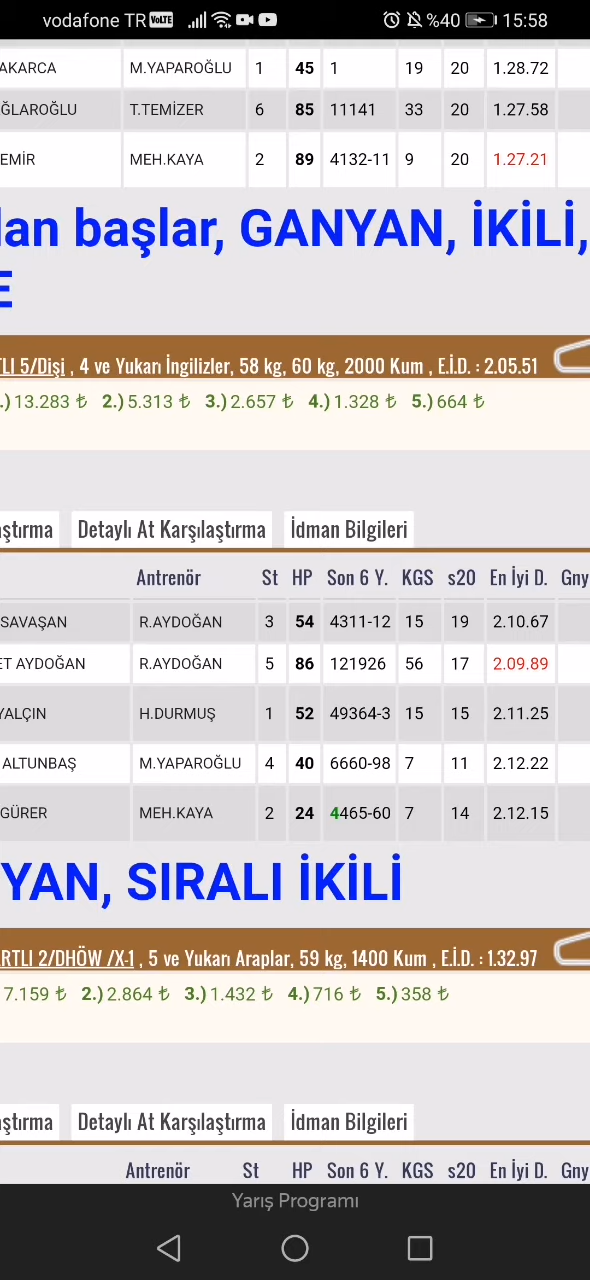 vodafone TR VoLTE %40 15:58
AKARCA M.YAPAROĞLU 1 45 1 19 20 1.28.72
ĞLAROĞLU T.TEMİZER 6 85 11141 33 20 1.27.58
EMİR MEH.KAYA 2 89 4132-11 9 20 1.27.21
lan başlar, GANYAN, İKİLİ,
E
TLI 5/Dişi , 4 ve Yukarı İngilizler, 58 kg, 60 kg, 2000 Kum , E.İ.D. : 2.05.51
.) 13.283 ₺ 2.) 5.313 ₺ 3.) 2.657 ₺ 4.) 1.328 ₺ 5.) 664 ₺
aştırma Detaylı At Karşılaştırma İdman Bilgileri
Antrenör St HP Son 6 Y. KGS s20 En İyi D. Gny
SAVAŞAN R.AYDOĞAN 3 54 4311-12 15 19 2.10.67
ET AYDOĞAN R.AYDOĞAN 5 86 121926 56 17 2.09.89
YALÇIN H.DURMUŞ 1 52 49364-3 15 15 2.11.25
ALTUNBAŞ M.YAPAROĞLU 4 40 6660-98 7 11 2.12.22
GÜRER MEH.KAYA 2 24 4465-60 7 14 2.12.15
YAN, SIRALI İKİLİ
RTLI 2/DHÖW /X-1 , 5 ve Yukarı Araplar, 59 kg, 1400 Kum , E.İ.D. : 1.32.97
7.159 ₺ 2.) 2.864 ₺ 3.) 1.432 ₺ 4.) 716 ₺ 5.) 358 ₺
aştırma Detaylı At Karşılaştırma İdman Bilgileri
Antrenör St HP Son 6 Y. KGS s20 En İyi D. Gny
Yarış Programı